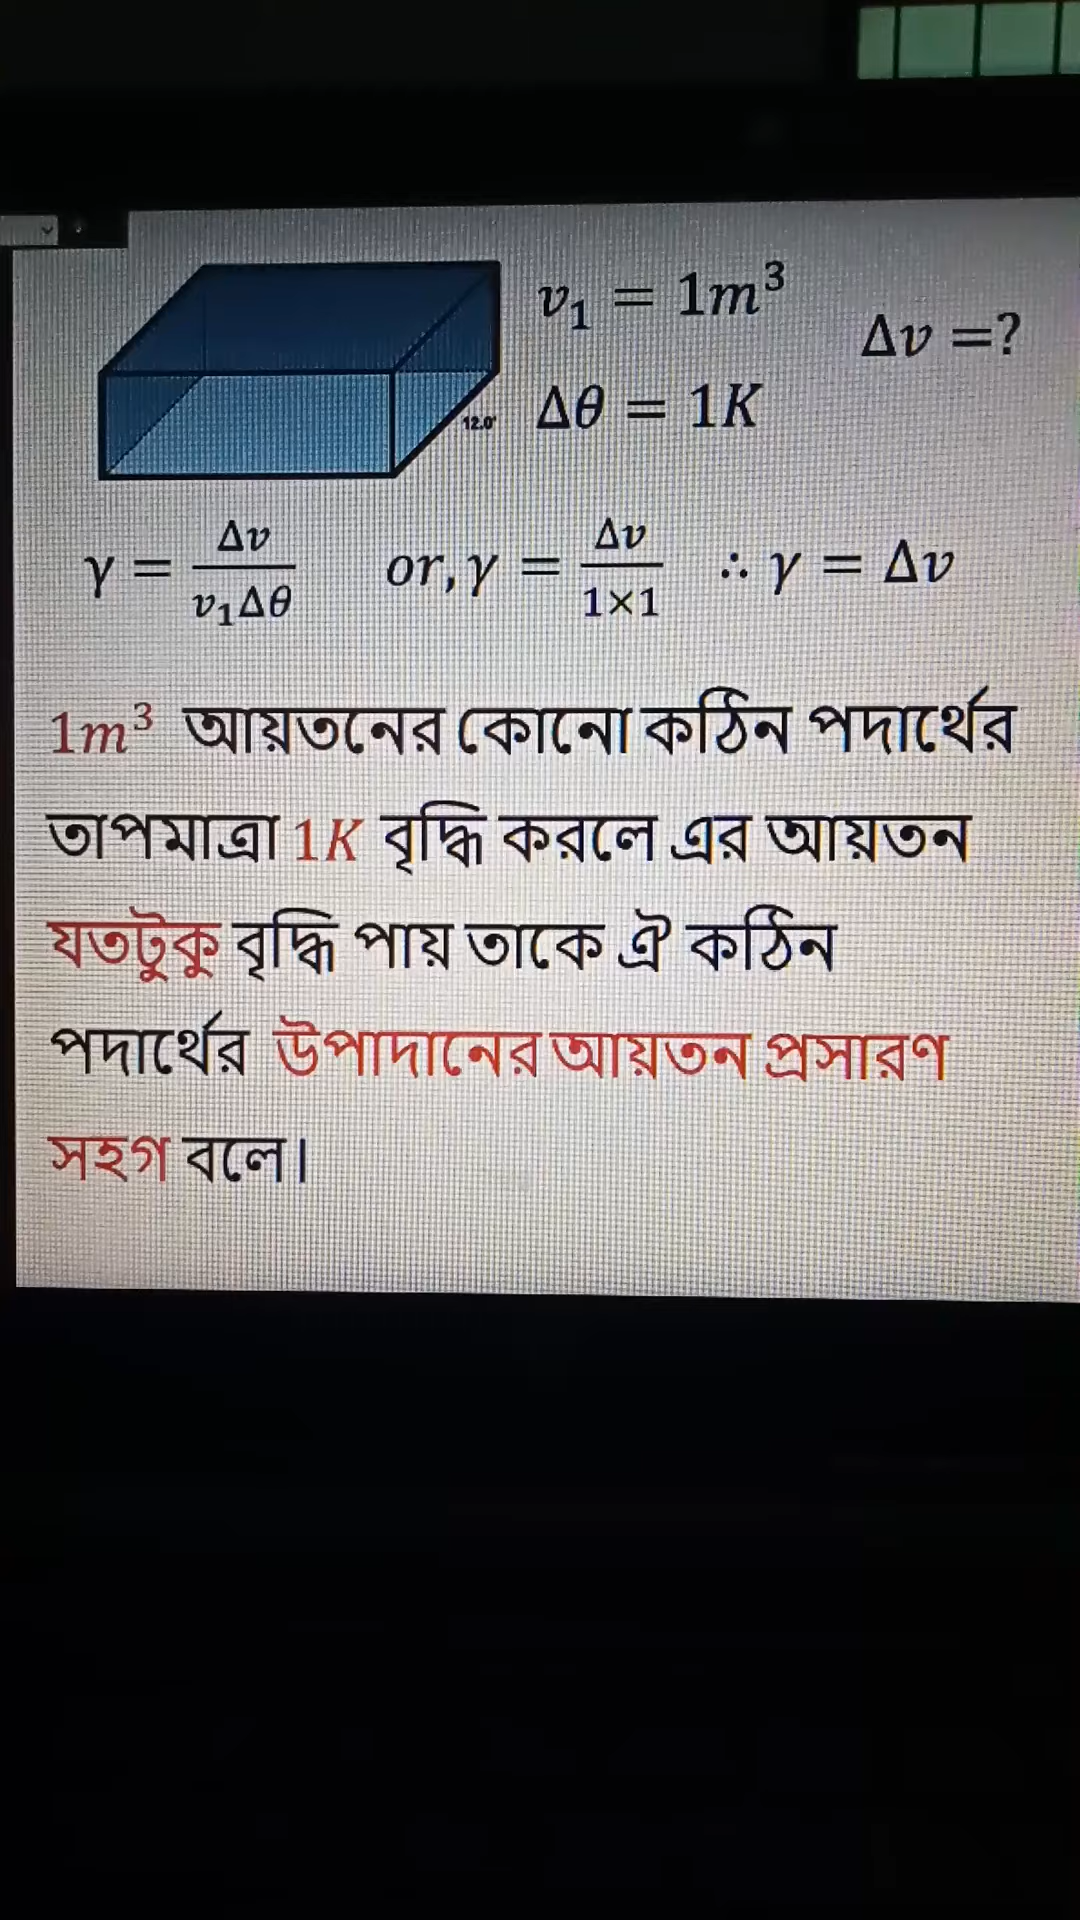 v₁ = 1m³
Δv =?
Δθ = 1K
12.0"
γ = Δv / v₁Δθ or, γ = Δv / 1×1 ∴ γ = Δv
1m³ আয়তনের কোনো কঠিন পদার্থের
তাপমাত্রা 1K বৃদ্ধি করলে এর আয়তন
যতটুকু বৃদ্ধি পায় তাকে ঐ কঠিন
পদার্থের উপাদানের আয়তন প্রসারণ
সহগ বলে।